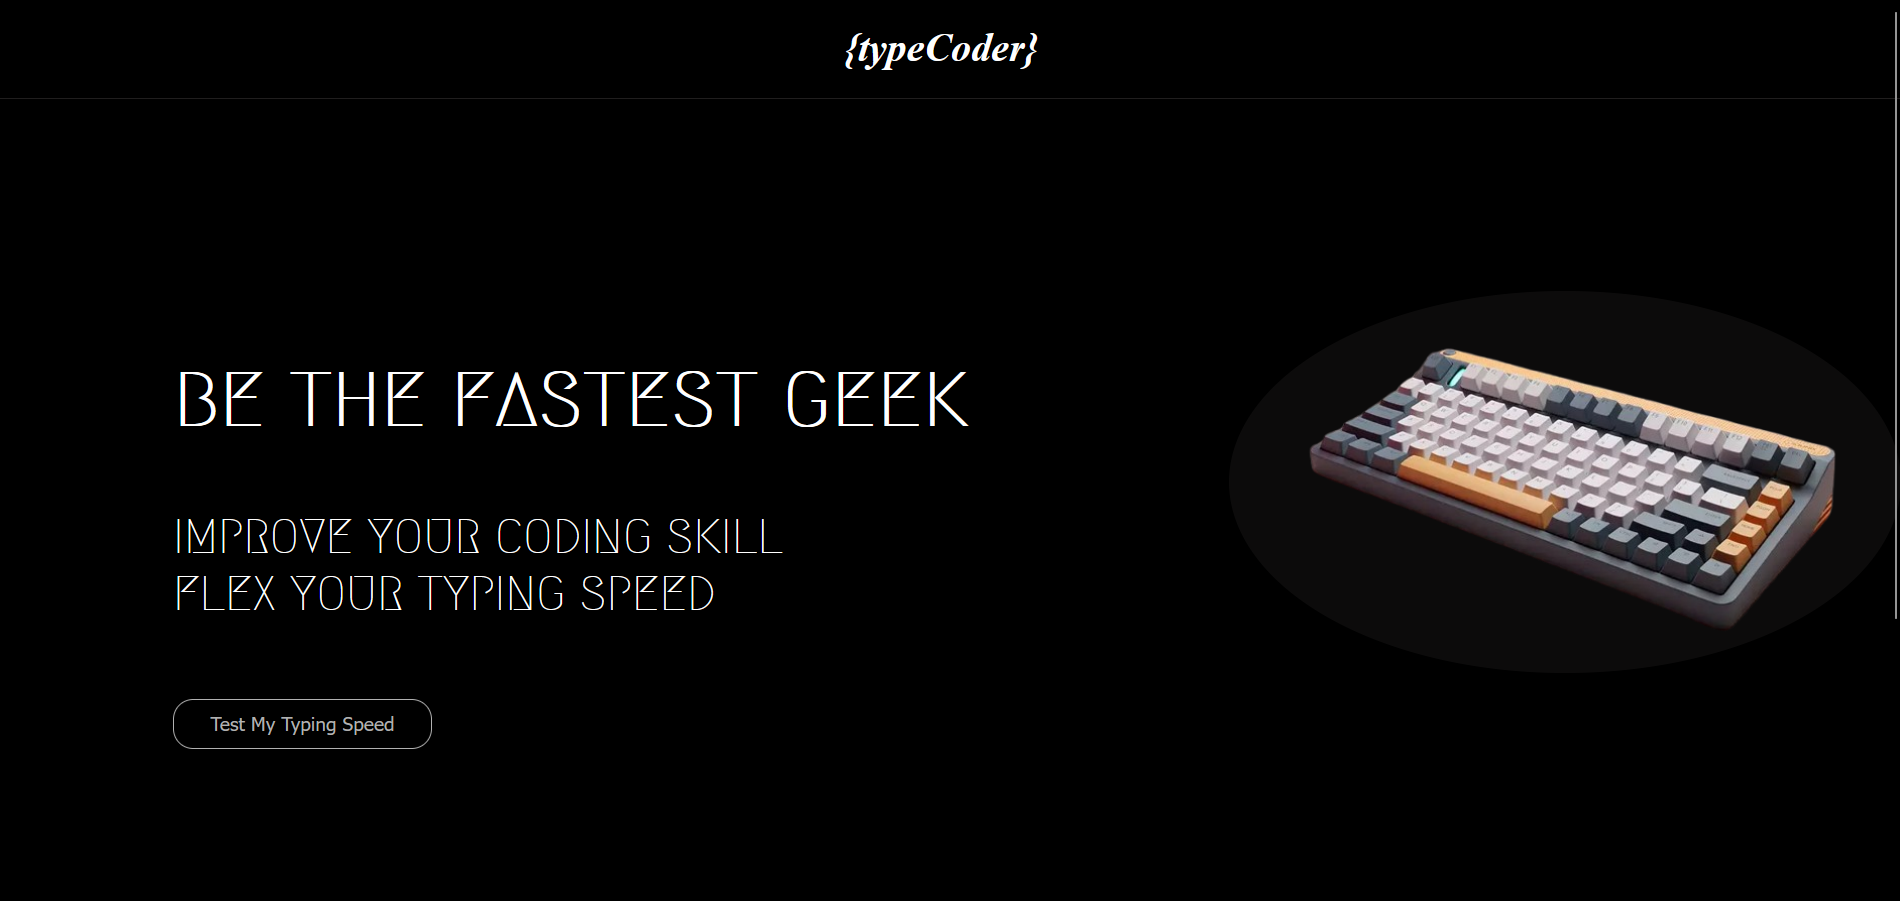 {typeCoder}
BE THE FASTEST GEEK
IMPROVE YOUR CODING SKILL
FLEX YOUR TYPING SPEED
Test My Typing Speed